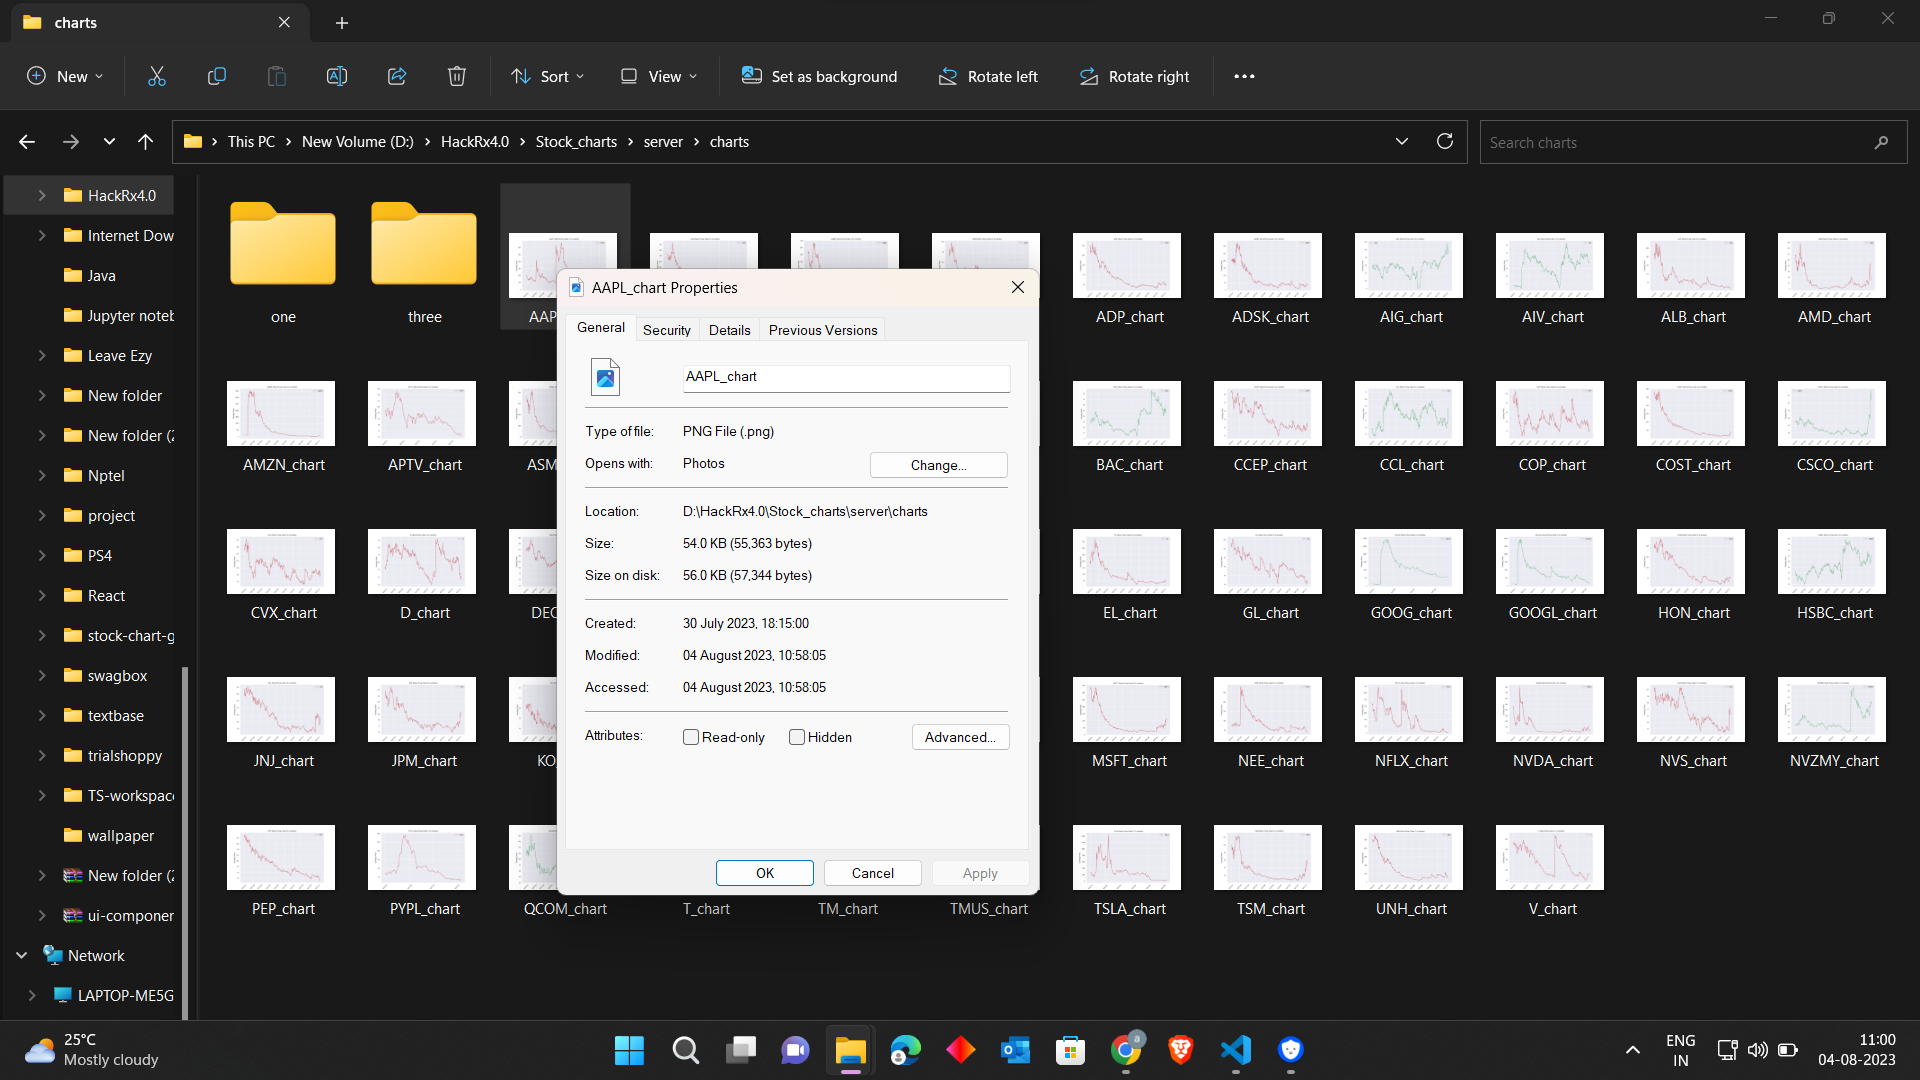 charts
New
Sort
View
Set as background
Rotate left
Rotate right
This PC
New Volume (D:)
HackRx4.0
Stock_charts
server
charts
Search charts
HackRx4.0
Internet Dow
Java
Jupyter noteb
Leave Ezy
New folder
New folder (2
Nptel
project
PS4
React
stock-chart-g
swagbox
textbase
trialshoppy
TS-workspace
wallpaper
New folder (2
ui-componen
Network
LAPTOP-ME5G
one
three
AAP
ADP_chart
ADSK_chart
AIG_chart
AIV_chart
ALB_chart
AMD_chart
AMZN_chart
APTV_chart
ASM
BAC_chart
CCEP_chart
CCL_chart
COP_chart
COST_chart
CSCO_chart
CVX_chart
D_chart
DEC
EL_chart
GL_chart
GOOG_chart
GOOGL_chart
HON_chart
HSBC_chart
JNJ_chart
JPM_chart
KO
MSFT_chart
NEE_chart
NFLX_chart
NVDA_chart
NVS_chart
NVZMY_chart
PEP_chart
PYPL_chart
QCOM_chart
T_chart
TM_chart
TMUS_chart
TSLA_chart
TSM_chart
UNH_chart
V_chart
AAPL_chart Properties
General
Security
Details
Previous Versions
AAPL_chart
Type of file: PNG File (.png)
Opens with: Photos
Change...
Location: D:\HackRx4.0\Stock_charts\server\charts
Size: 54.0 KB (55,363 bytes)
Size on disk: 56.0 KB (57,344 bytes)
Created: 30 July 2023, 18:15:00
Modified: 04 August 2023, 10:58:05
Accessed: 04 August 2023, 10:58:05
Attributes: Read-only Hidden
Advanced...
OK
Cancel
Apply
25°C
Mostly cloudy
a
ENG
IN
11:00
04-08-2023